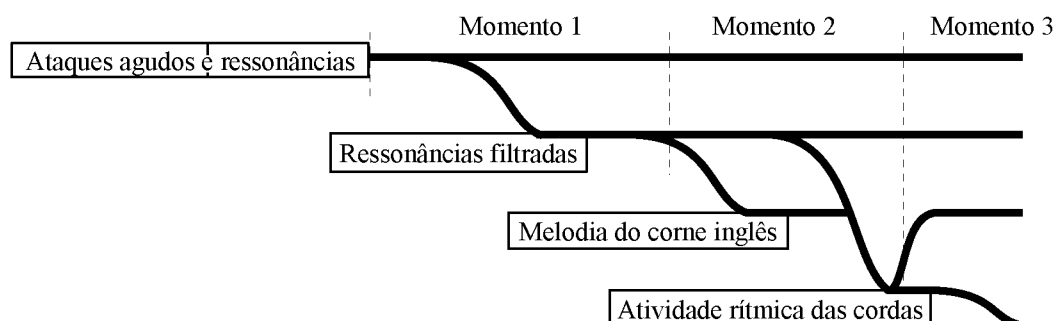 Momento 1 Momento 2 Momento 3
Ataques agudos e ressonâncias
Ressonâncias filtradas
Melodia do corne inglês
Atividade rítmica das cordas